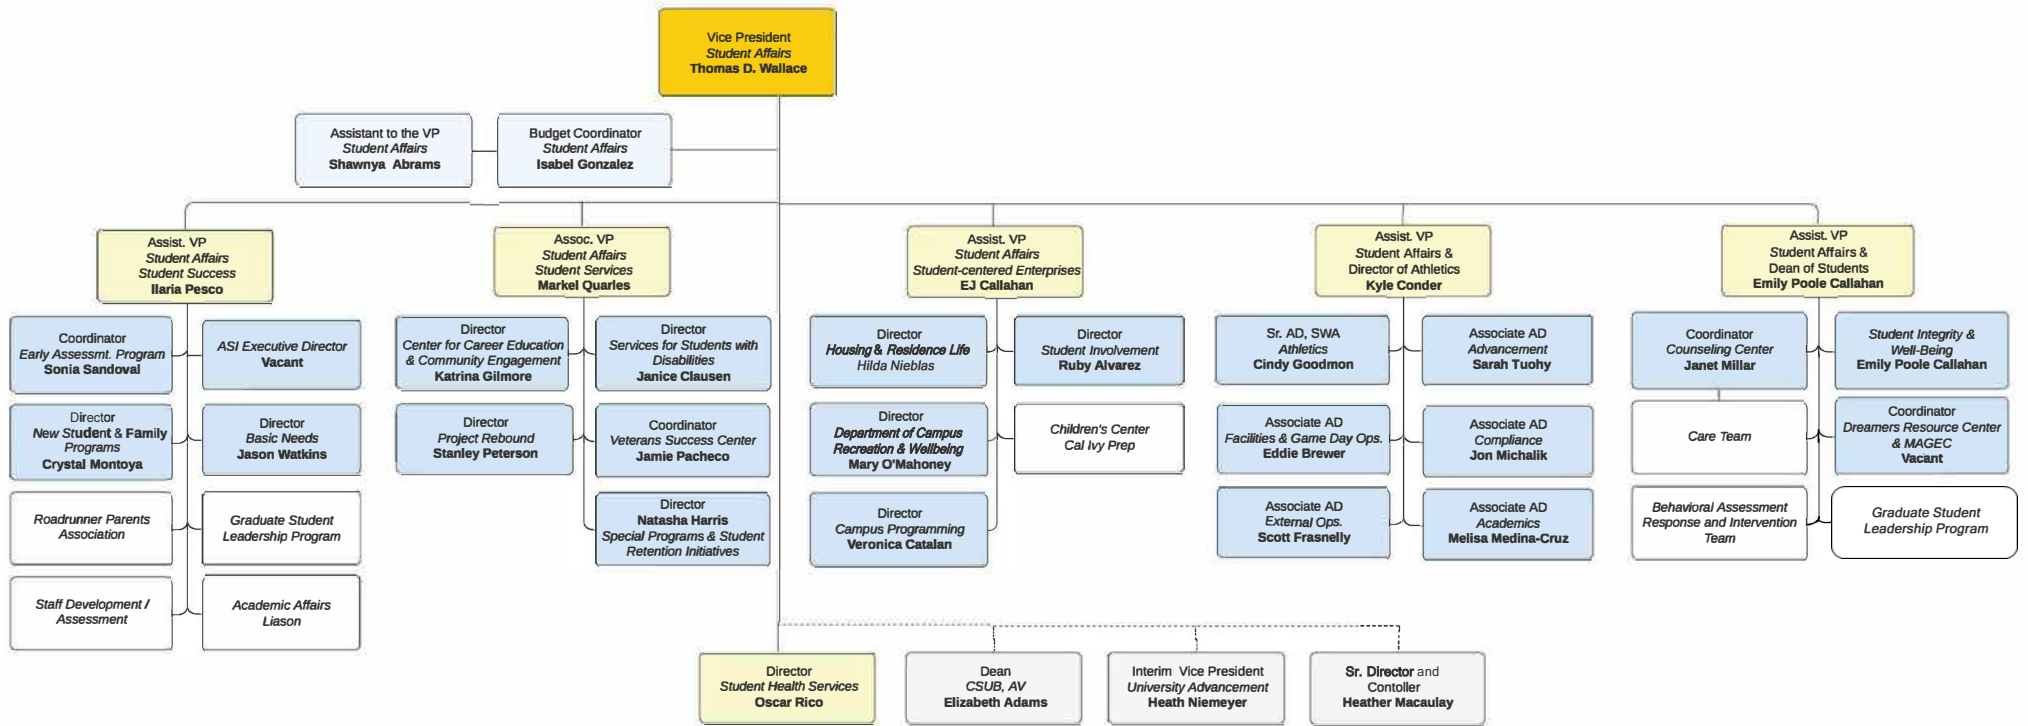 Vice President
Student Affairs
Thomas D. Wallace
Assistant to the VP
Student Affairs
Shawnya Abrams
Budget Coordinator
Student Affairs
Isabel Gonzalez
Assist. VP
Student Affairs
Student Success
Ilaria Pesco
Assoc. VP
Student Affairs
Student Services
Markel Quarles
Assist. VP
Student Affairs
Student-centered Enterprises
EJ Callahan
Assist. VP
Student Affairs &
Director of Athletics
Kyle Conder
Assist. VP
Student Affairs &
Dean of Students
Emily Poole Callahan
Coordinator
Early Assessmt. Program
Sonia Sandoval
ASI Executive Director
Vacant
Director
Center for Career Education
& Community Engagement
Katrina Gilmore
Director
Services for Students with
Disabilities
Janice Clausen
Director
Housing & Residence Life
Hilda Nieblas
Director
Student Involvement
Ruby Alvarez
Sr. AD, SWA
Athletics
Cindy Goodmon
Associate AD
Advancement
Sarah Tuohy
Coordinator
Counseling Center
Janet Millar
Student Integrity &
Well-Being
Emily Poole Callahan
Director
New Student & Family
Programs
Crystal Montoya
Director
Basic Needs
Jason Watkins
Director
Project Rebound
Stanley Peterson
Coordinator
Veterans Success Center
Jamie Pacheco
Director
Department of Campus
Recreation & Wellbeing
Mary O'Mahoney
Children's Center
Cal Ivy Prep
Associate AD
Facilities & Game Day Ops.
Eddie Brewer
Associate AD
Compliance
Jon Michalik
Care Team
Coordinator
Dreamers Resource Center
& MAGEC
Vacant
Roadrunner Parents
Association
Graduate Student
Leadership Program
Director
Natasha Harris
Special Programs & Student
Retention Initiatives
Director
Campus Programming
Veronica Catalan
Associate AD
External Ops.
Scott Frasnelly
Associate AD
Academics
Melisa Medina-Cruz
Behavioral Assessment
Response and Intervention
Team
Graduate Student
Leadership Program
Staff Development /
Assessment
Academic Affairs
Liason
Director
Student Health Services
Oscar Rico
Dean
CSUB, AV
Elizabeth Adams
Interim Vice President
University Advancement
Heath Niemeyer
Sr. Director and
Contoller
Heather Macaulay